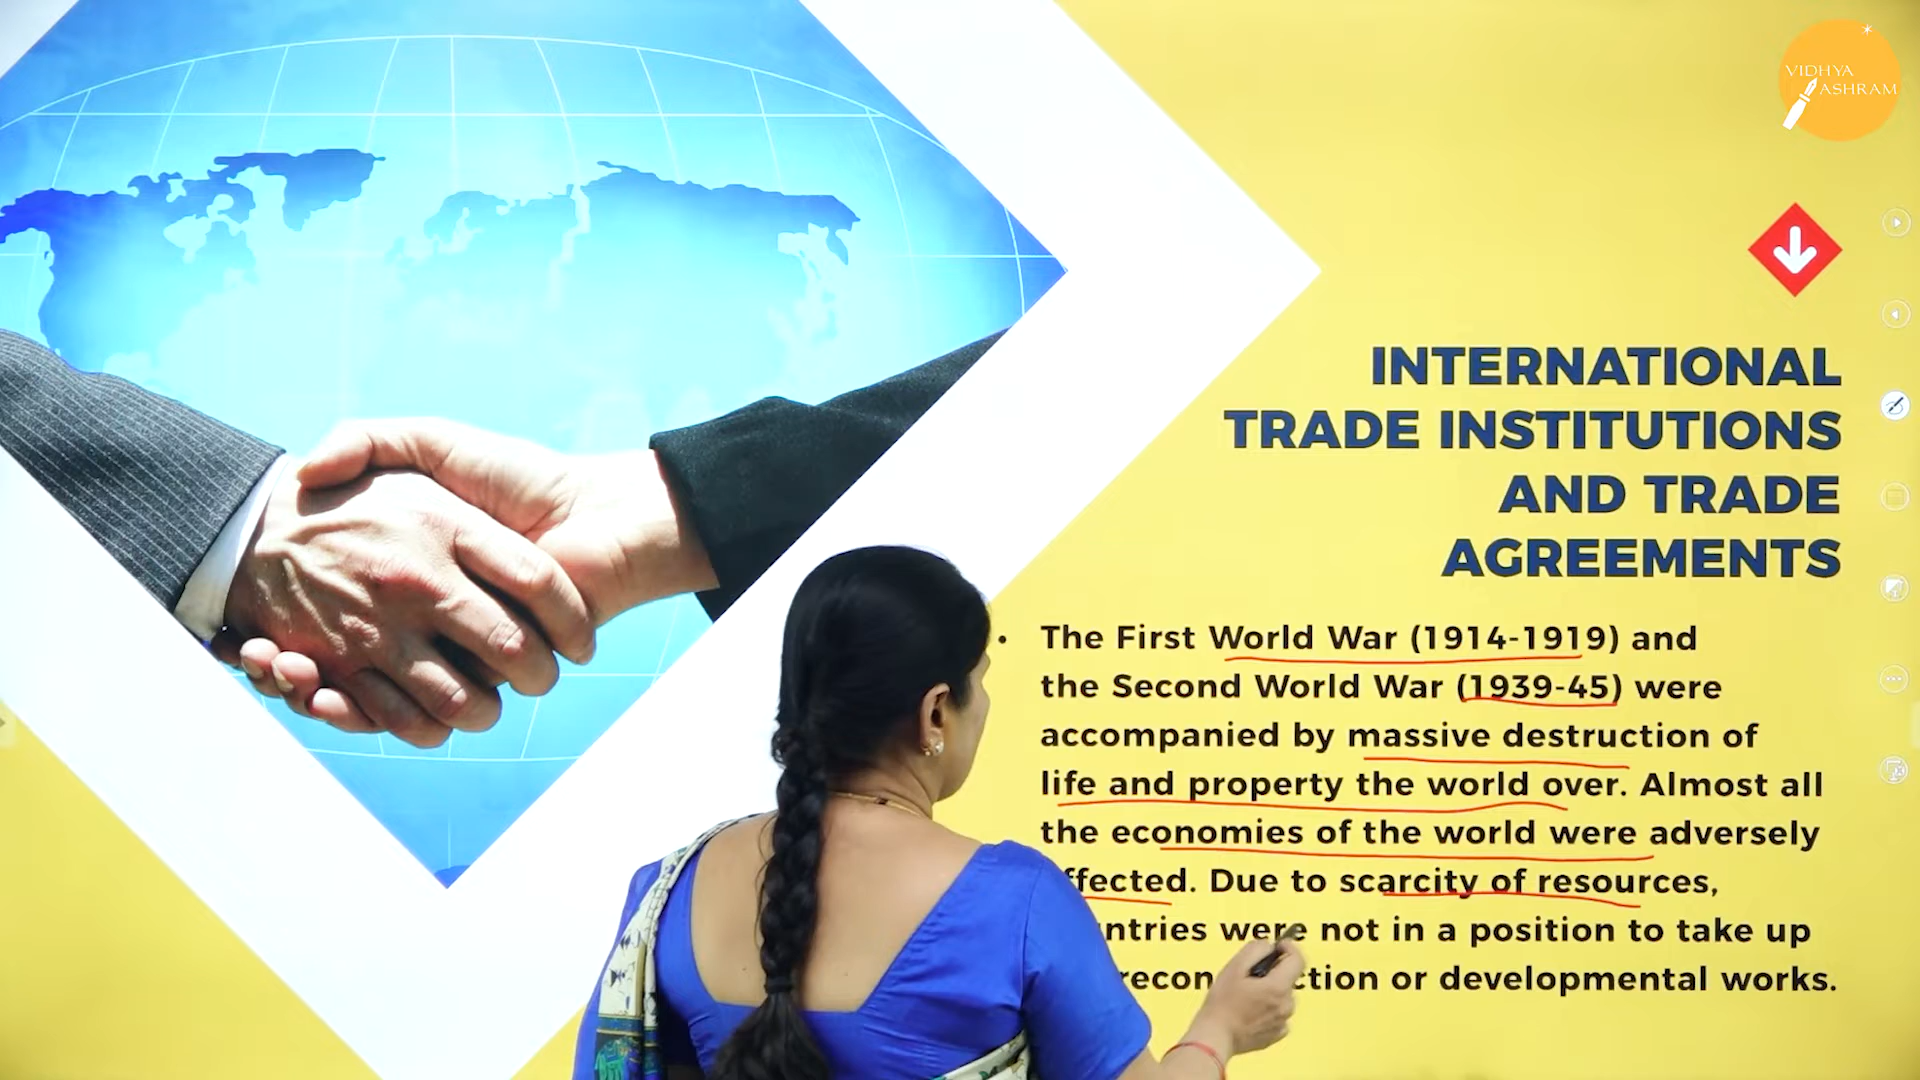 VIDHYA
ASHRAM
INTERNATIONAL
TRADE INSTITUTIONS
AND TRADE
AGREEMENTS
• The First World War (1914-1919) and
the Second World War (1939-45) were
accompanied by massive destruction of
life and property the world over. Almost all
the economies of the world were adversely
ffected. Due to scarcity of resources,
ntries were not in a position to take up
recon ction or developmental works.